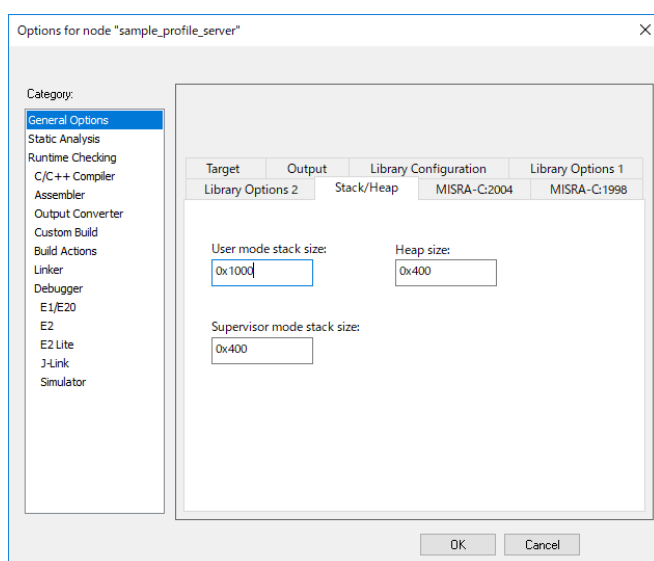 Options for node "sample_profile_server"
Category:
General Options
Static Analysis
Runtime Checking
C/C++ Compiler
Assembler
Output Converter
Custom Build
Build Actions
Linker
Debugger
E1/E20
E2
E2 Lite
J-Link
Simulator
Target Output Library Configuration Library Options 1
Library Options 2 Stack/Heap MISRA-C:2004 MISRA-C:1998
User mode stack size: Heap size:
0x1000 0x400
Supervisor mode stack size:
0x400
OK Cancel